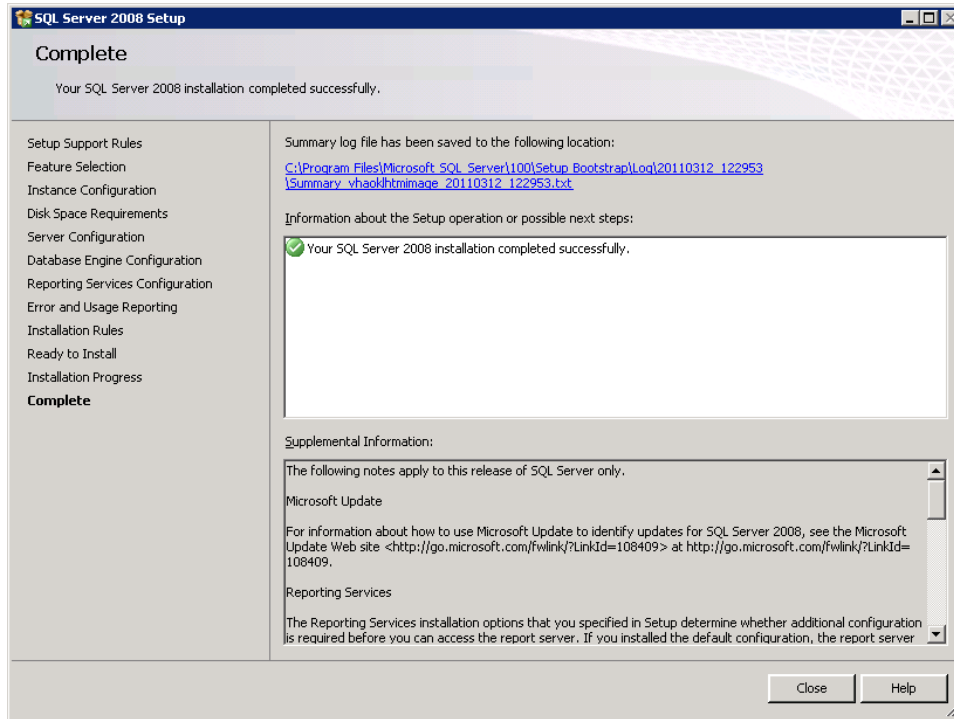 SQL Server 2008 Setup
Complete
Your SQL Server 2008 installation completed successfully.
Setup Support Rules
Feature Selection
Instance Configuration
Disk Space Requirements
Server Configuration
Database Engine Configuration
Reporting Services Configuration
Error and Usage Reporting
Installation Rules
Ready to Install
Installation Progress
Complete
Summary log file has been saved to the following location:
C:\Program Files\Microsoft SQL Server\100\Setup Bootstrap\Log\20110312_122953
\Summary_vhaoklhtmimage_20110312_122953.txt
Information about the Setup operation or possible next steps:
Your SQL Server 2008 installation completed successfully.
Supplemental Information:
The following notes apply to this release of SQL Server only.
Microsoft Update
For information about how to use Microsoft Update to identify updates for SQL Server 2008, see the Microsoft
Update Web site <http://go.microsoft.com/fwlink/?LinkId=108409> at http://go.microsoft.com/fwlink/?LinkId=
108409.
Reporting Services
The Reporting Services installation options that you specified in Setup determine whether additional configuration
is required before you can access the report server. If you installed the default configuration, the report server
Close
Help